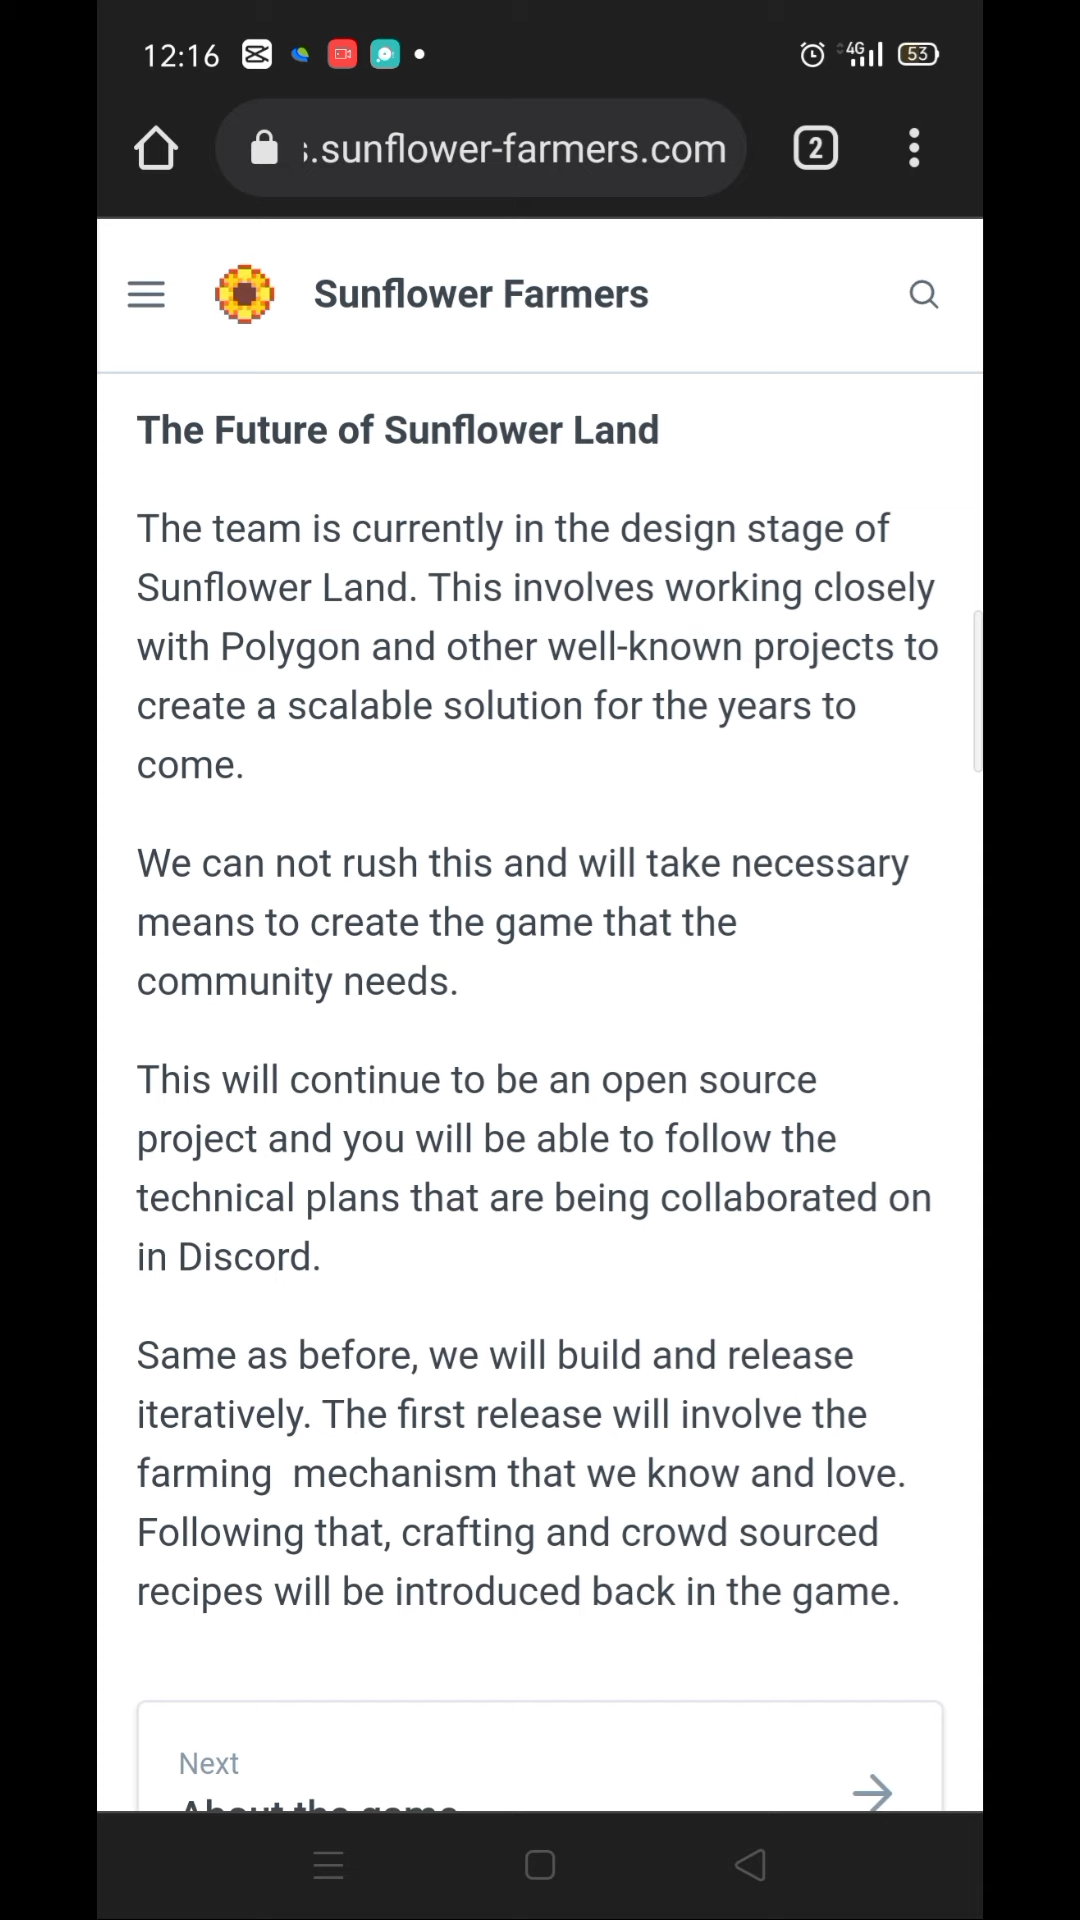 12:16
4G
53
.sunflower-farmers.com
2
Sunflower Farmers
The Future of Sunflower Land
The team is currently in the design stage of
Sunflower Land. This involves working closely
with Polygon and other well-known projects to
create a scalable solution for the years to
come.
We can not rush this and will take necessary
means to create the game that the
community needs.
This will continue to be an open source
project and you will be able to follow the
technical plans that are being collaborated on
in Discord.
Same as before, we will build and release
iteratively. The first release will involve the
farming  mechanism that we know and love.
Following that, crafting and crowd sourced
recipes will be introduced back in the game.
Next
About the game